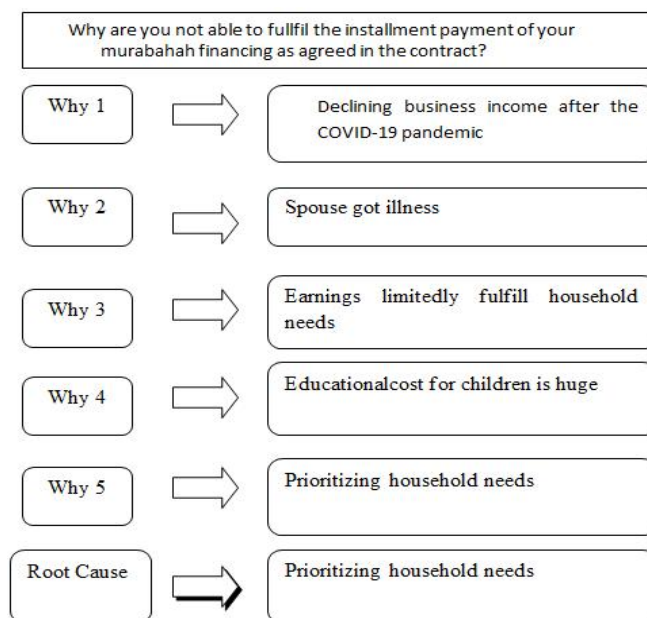 Why are you not able to fullfil the installment payment of your
murabahah financing as agreed in the contract?
Why 1
Declining business income after the
COVID-19 pandemic
Why 2
Spouse got illness
Why 3
Earnings limitedly fulfill household
needs
Why 4
Educationalcost for children is huge
Why 5
Prioritizing household needs
Root Cause
Prioritizing household needs